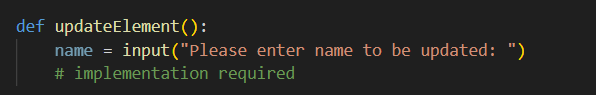 def updateElement():
    name = input("Please enter name to be updated: ")
    # implementation required